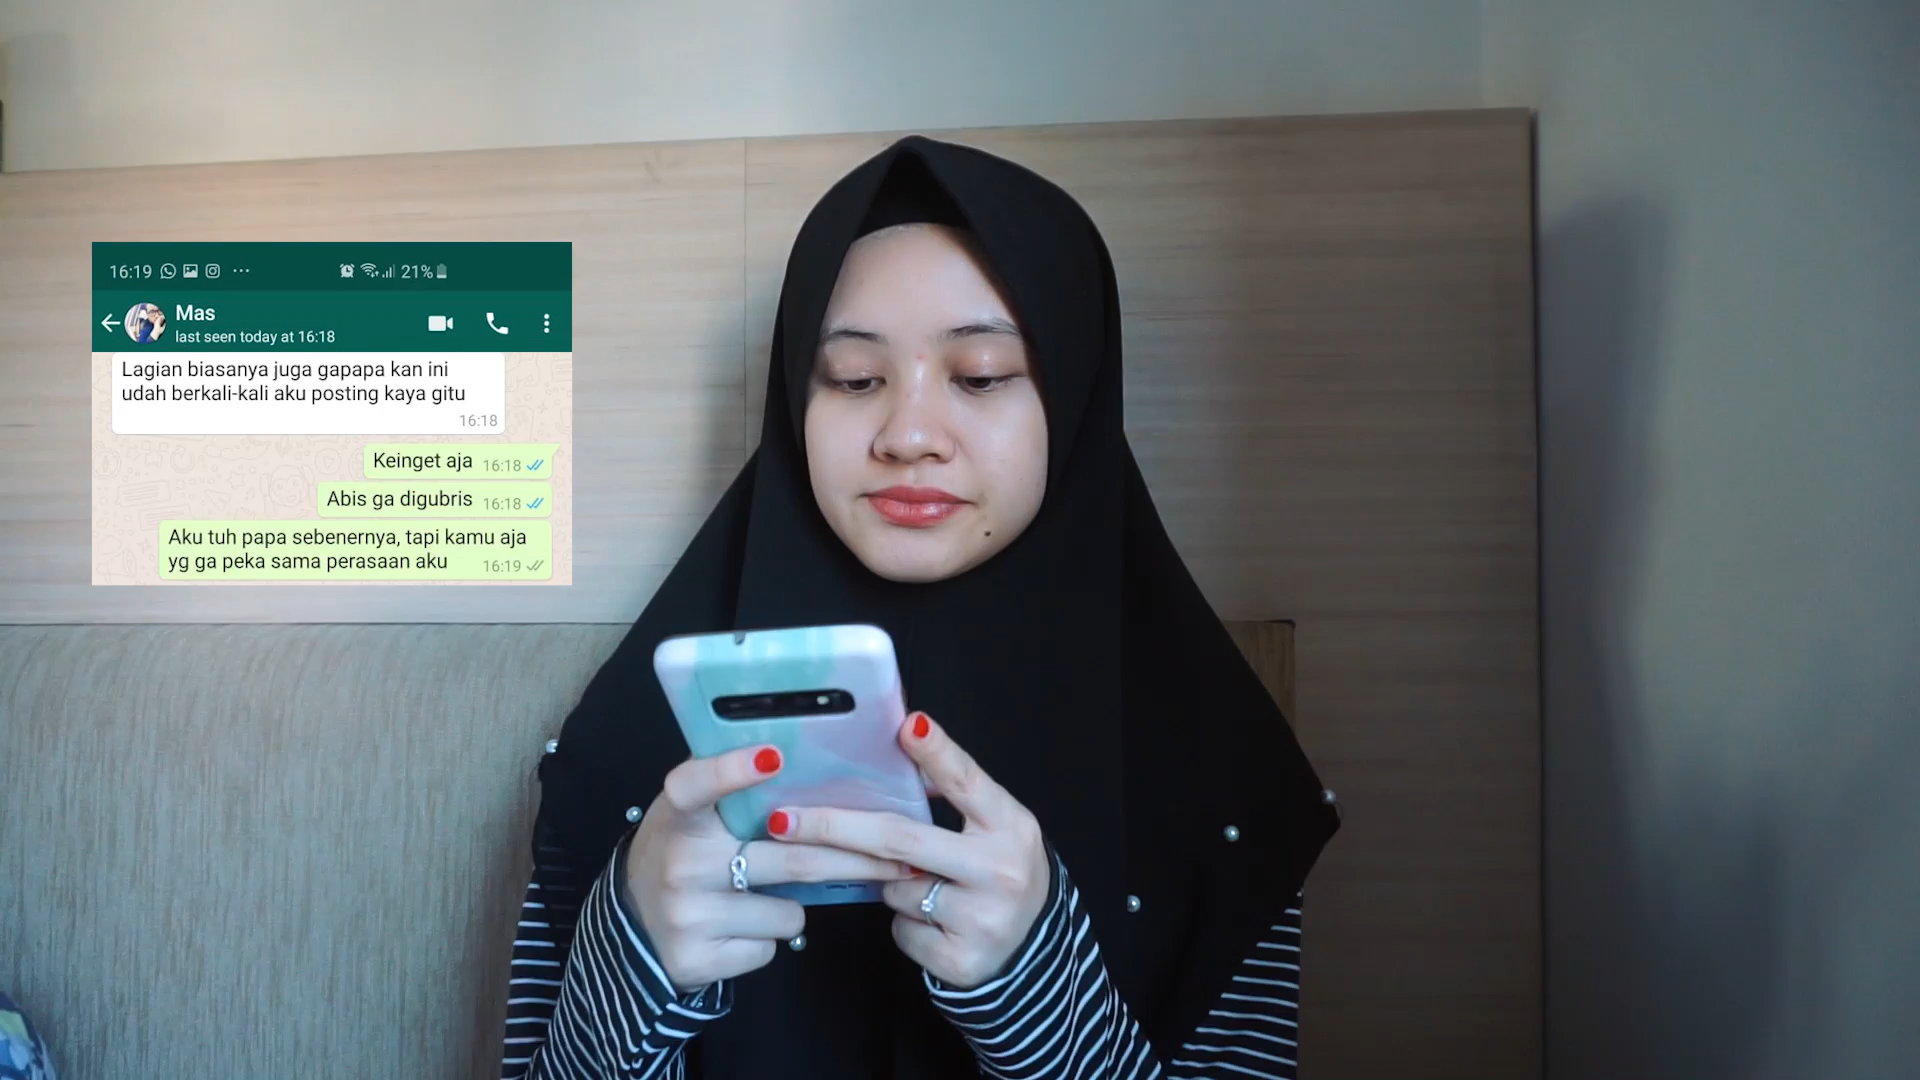 16:19 ... 21%
Mas
last seen today at 16:18
Lagian biasanya juga gapapa kan ini
udah berkali-kali aku posting kaya gitu
16:18
Keinget aja 16:18
Abis ga digubris 16:18
Aku tuh papa sebenernya, tapi kamu aja
yg ga peka sama perasaan aku 16:19